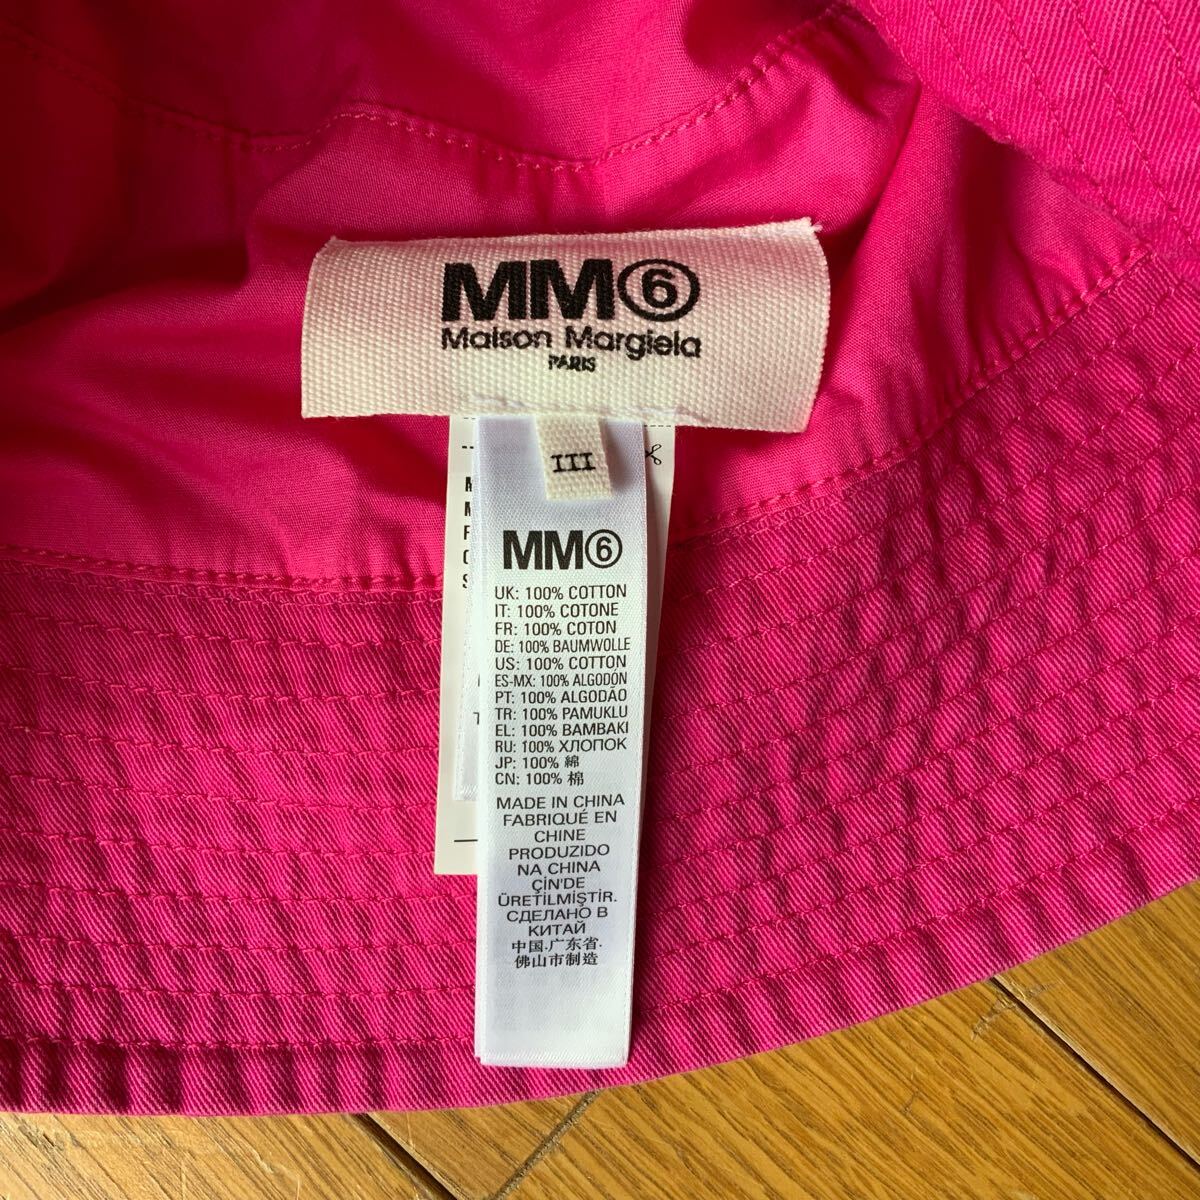 MM⑥
Maison Margiela
PARIS
III
MM⑥
UK: 100% COTTON
IT: 100% COTONE
FR: 100% COTON
DE: 100% BAUMWOLLE
US: 100% COTTON
ES-MX: 100% ALGODÓN
PT: 100% ALGODÃO
TR: 100% PAMUKLU
EL: 100% BAMBAKI
RU: 100% ХЛОПОК
JP: 100% 綿
CN: 100% 棉
MADE IN CHINA
FABRIQUÉ EN
CHINE
PRODUZIDO
NA CHINA
ÇİN'DE
ÜRETİLMİŞTİR.
СДЕЛАНО В
КИТАЙ
中国.广东省.
佛山市制造